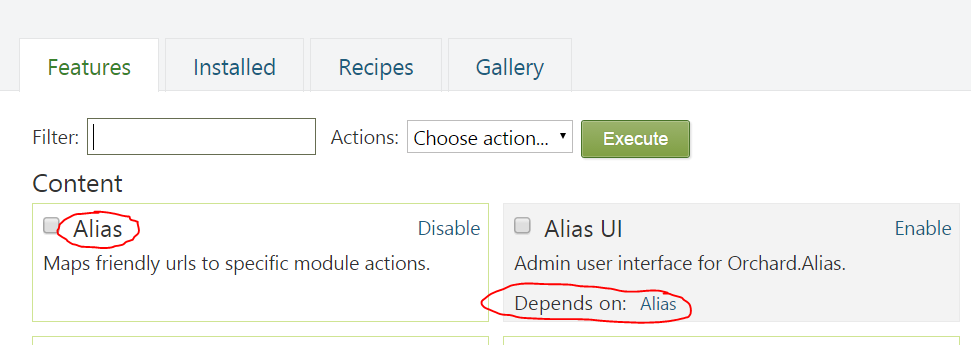 Features Installed Recipes Gallery
Filter: Actions: Choose action... Execute
Content
Alias Disable
Maps friendly urls to specific module actions.
Alias UI Enable
Admin user interface for Orchard.Alias.
Depends on: Alias